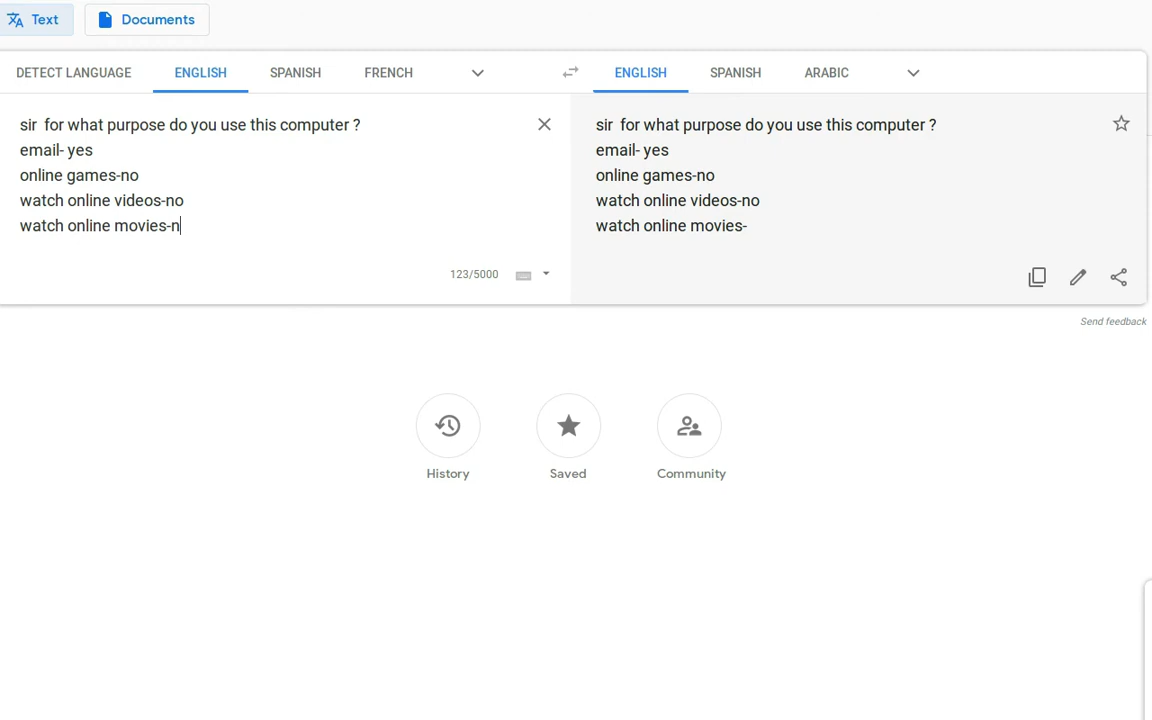 Text Documents
DETECT LANGUAGE ENGLISH SPANISH FRENCH ENGLISH SPANISH ARABIC
sir  for what purpose do you use this computer ?
email- yes
online games-no
watch online videos-no
watch online movies-n
123/5000
sir  for what purpose do you use this computer ?
email- yes
online games-no
watch online videos-no
watch online movies-
Send feedback
History Saved Community